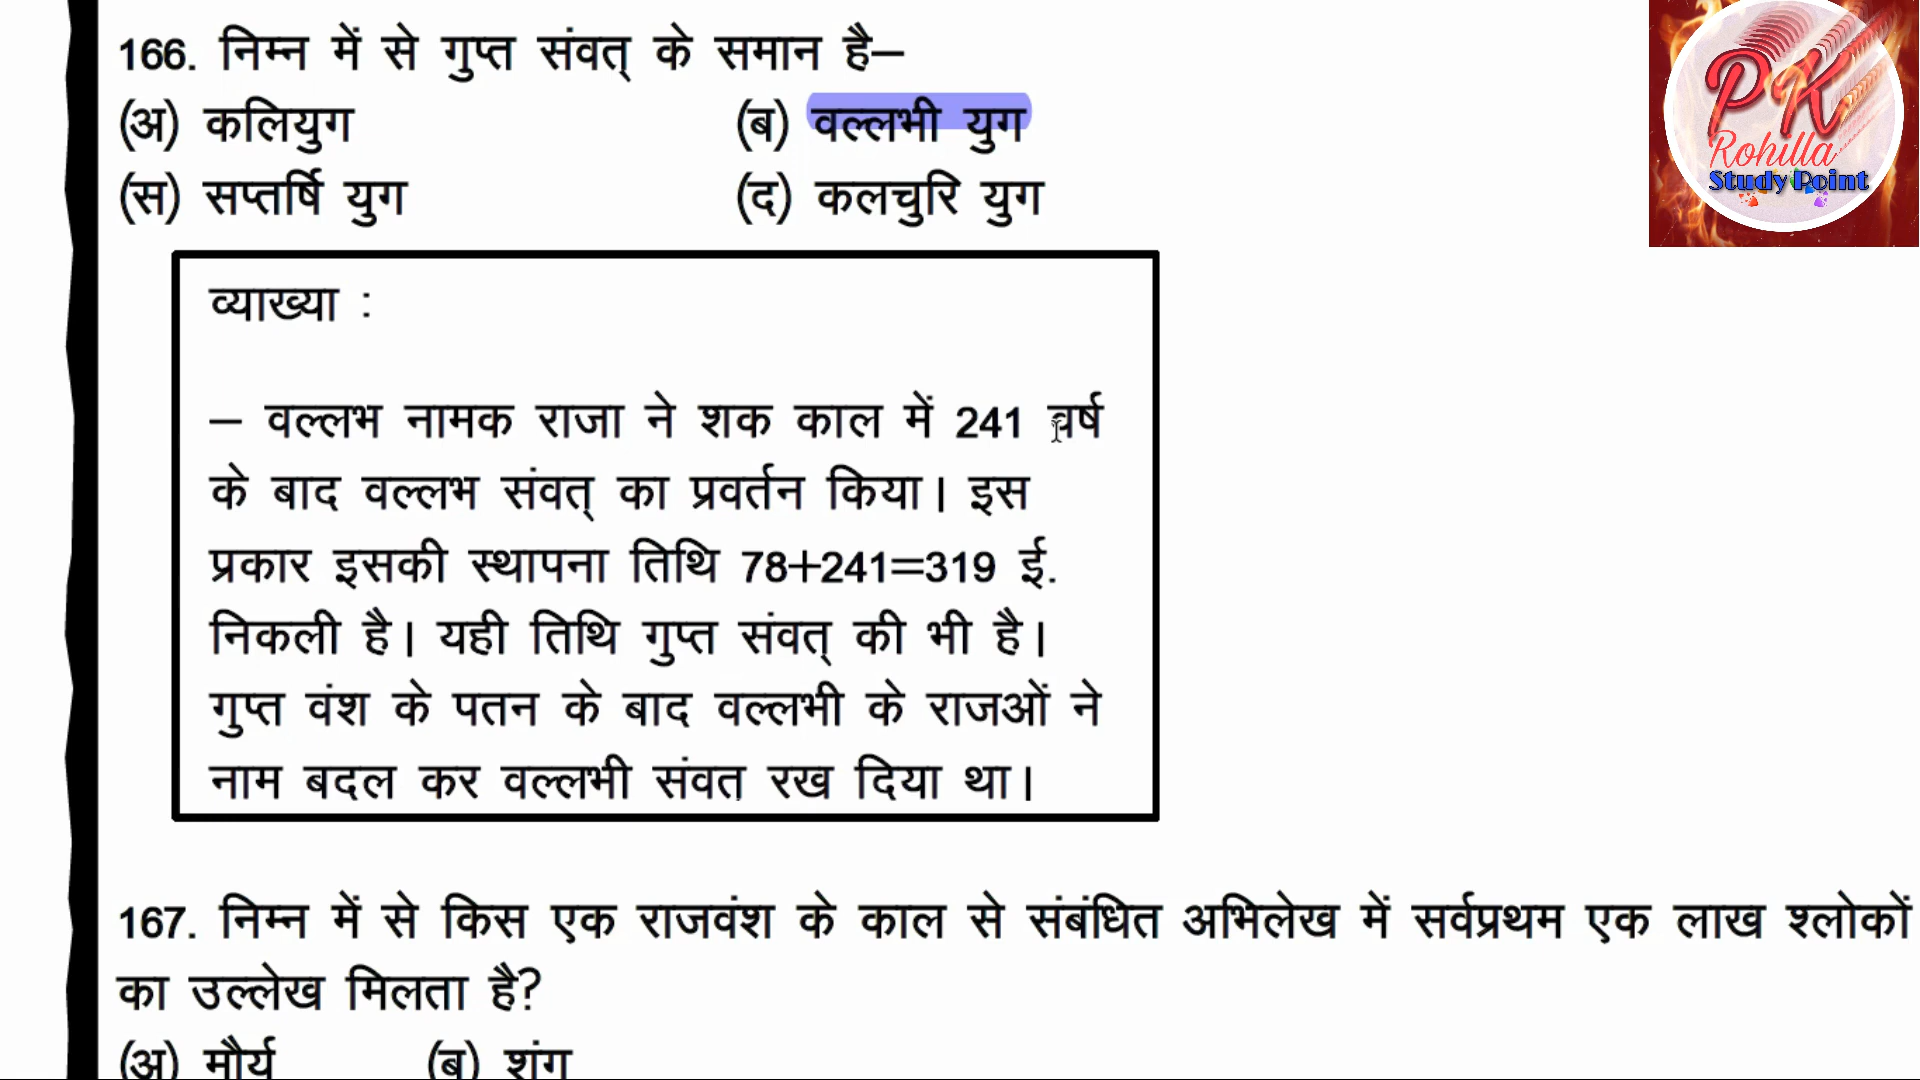 166. निम्न में से गुप्त संवत् के समान है–
(अ) कलियुग (ब) वल्लभी युग
(स) सप्तर्षि युग (द) कलचुरि युग
व्याख्या :
– वल्लभ नामक राजा ने शक काल में 241 वर्ष
के बाद वल्लभ संवत् का प्रवर्तन किया। इस
प्रकार इसकी स्थापना तिथि 78+241=319 ई.
निकली है। यही तिथि गुप्त संवत् की भी है।
गुप्त वंश के पतन के बाद वल्लभी के राजओं ने
नाम बदल कर वल्लभी संवत् रख दिया था।
167. निम्न में से किस एक राजवंश के काल से संबंधित अभिलेख में सर्वप्रथम एक लाख श्लोकों
का उल्लेख मिलता है?
(अ) मौर्य (ब) शुंग
PK
Rohilla
Study Point